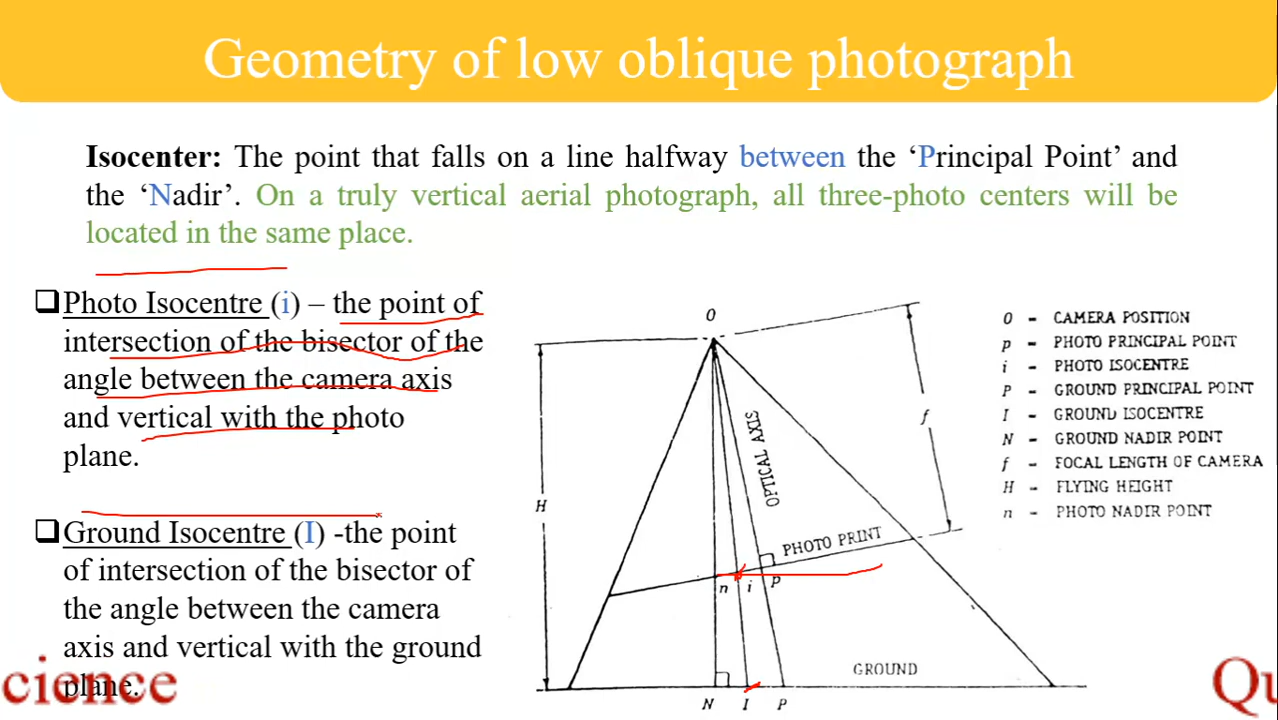 Geometry of low oblique photograph
Isocenter: The point that falls on a line halfway between the ‘Principal Point’ and
the ‘Nadir’. On a truly vertical aerial photograph, all three-photo centers will be
located in the same place.
Photo Isocentre (i) – the point of
intersection of the bisector of the
angle between the camera axis
and vertical with the photo
plane.
Ground Isocentre (I) -the point
of intersection of the bisector of
the angle between the camera
axis and vertical with the ground
plane.
O
H
f
OPTICAL AXIS
PHOTO PRINT
n i p
GROUND
N I P
O - CAMERA POSITION
p - PHOTO PRINCIPAL POINT
i - PHOTO ISOCENTRE
P - GROUND PRINCIPAL POINT
I - GROUND ISOCENTRE
N - GROUND NADIR POINT
f - FOCAL LENGTH OF CAMERA
H - FLYING HEIGHT
n - PHOTO NADIR POINT
cience
Qu